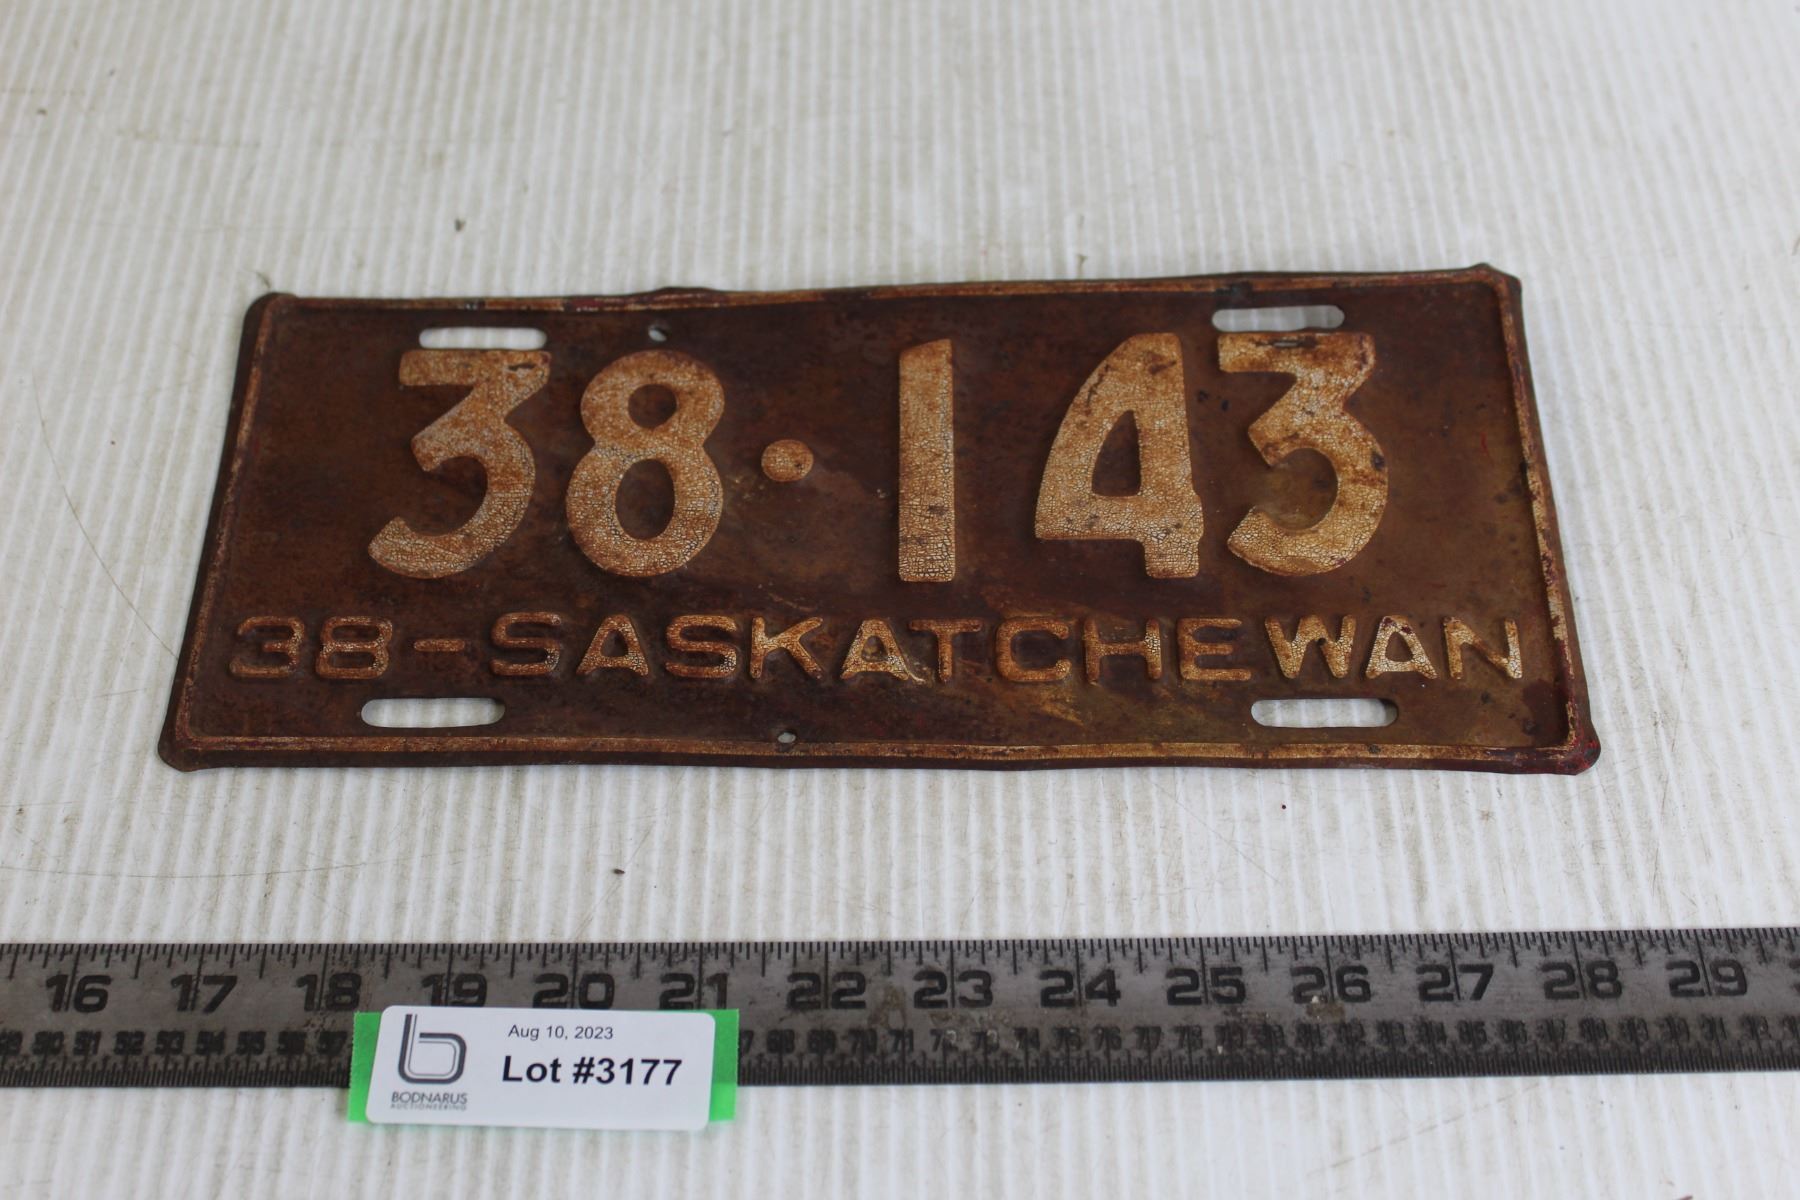 38·143
38-SASKATCHEWAN
16 17 18 19 20 21 22 23 24 25 26 27 28 29
Aug 10, 2023
Lot #3177
BODNARUS
AUCTIONEERING